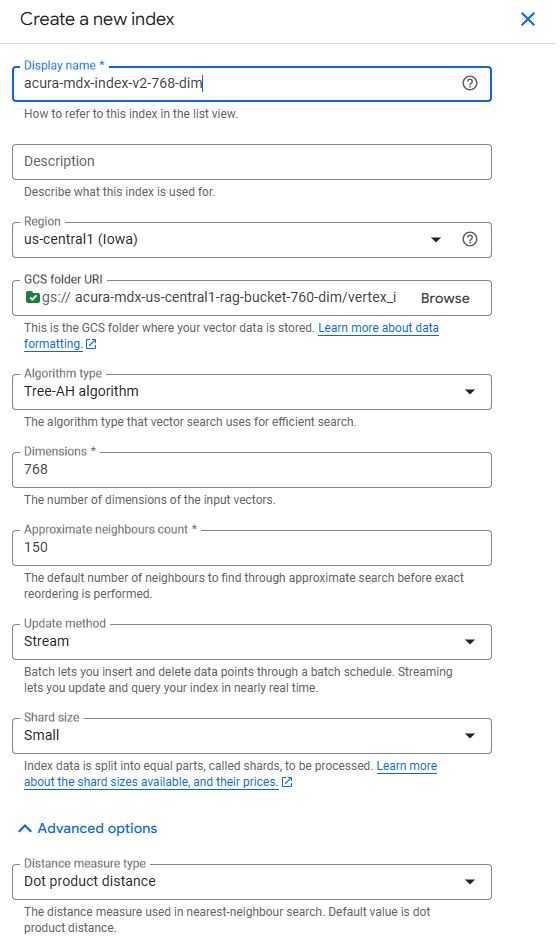 Create a new index
Display name *
acura-mdx-index-v2-768-dim
How to refer to this index in the list view.
Description
Describe what this index is used for.
Region
us-central1 (Iowa)
GCS folder URI
gs:// acura-mdx-us-central1-rag-bucket-760-dim/vertex_i
Browse
This is the GCS folder where your vector data is stored. Learn more about data
formatting.
Algorithm type
Tree-AH algorithm
The algorithm type that vector search uses for efficient search.
Dimensions *
768
The number of dimensions of the input vectors.
Approximate neighbours count *
150
The default number of neighbours to find through approximate search before exact
reordering is performed.
Update method
Stream
Batch lets you insert and delete data points through a batch schedule. Streaming
lets you update and query your index in nearly real time.
Shard size
Small
Index data is split into equal parts, called shards, to be processed. Learn more
about the shard sizes available, and their prices.
Advanced options
Distance measure type
Dot product distance
The distance measure used in nearest-neighbour search. Default value is dot
product distance.